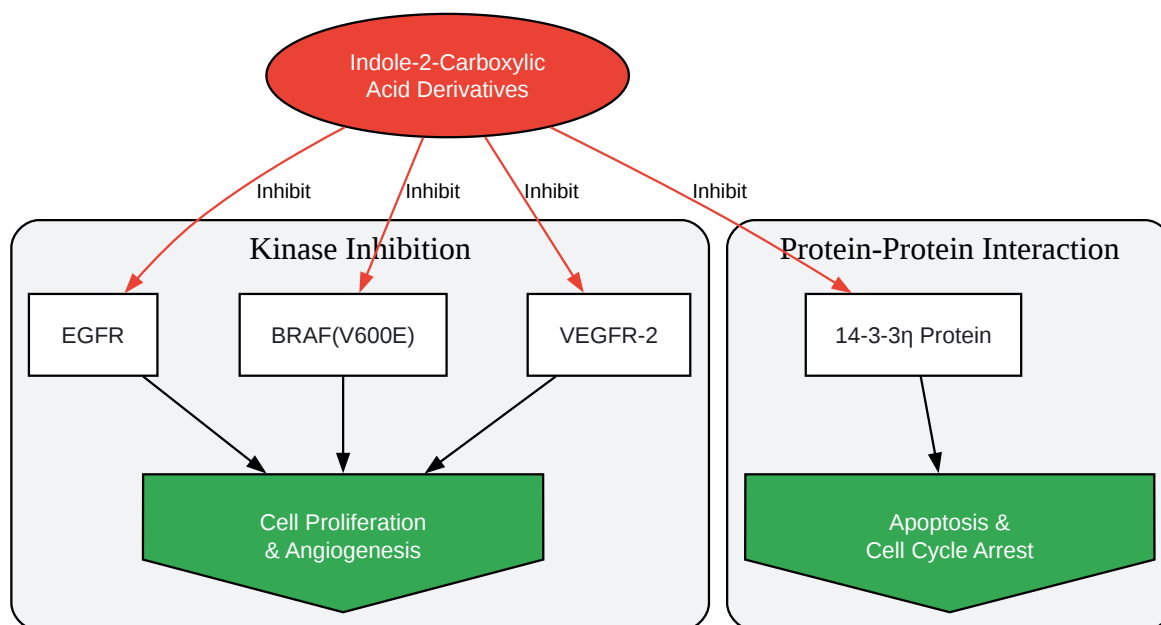 Indole-2-Carboxylic
Acid Derivatives
Inhibit
Inhibit
Inhibit
Inhibit
Kinase Inhibition
Protein-Protein Interaction
EGFR
BRAF(V600E)
VEGFR-2
14-3-3η Protein
Cell Proliferation
& Angiogenesis
Apoptosis &
Cell Cycle Arrest